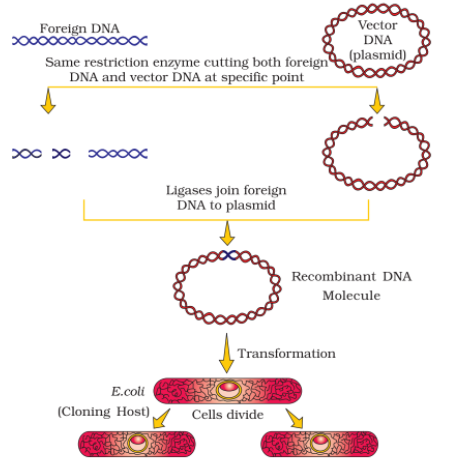 Foreign DNA
Vector
DNA
(plasmid)
Same restriction enzyme cutting both foreign
DNA and vector DNA at specific point
Ligases join foreign
DNA to plasmid
Recombinant DNA
Molecule
Transformation
E.coli
(Cloning Host)
Cells divide